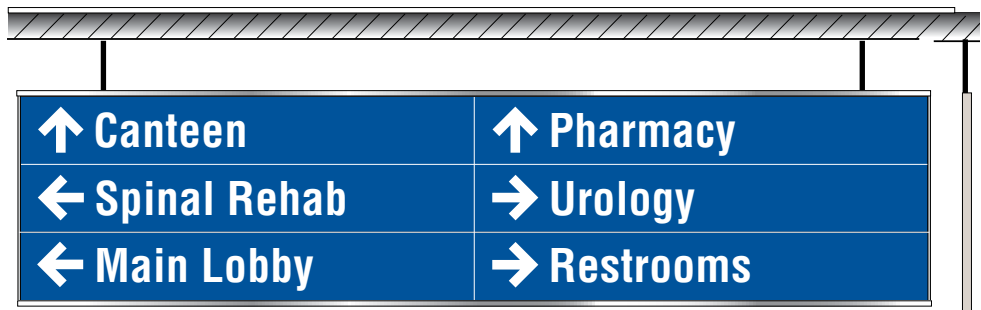 Canteen
Spinal Rehab
Main Lobby
Pharmacy
Urology
Restrooms